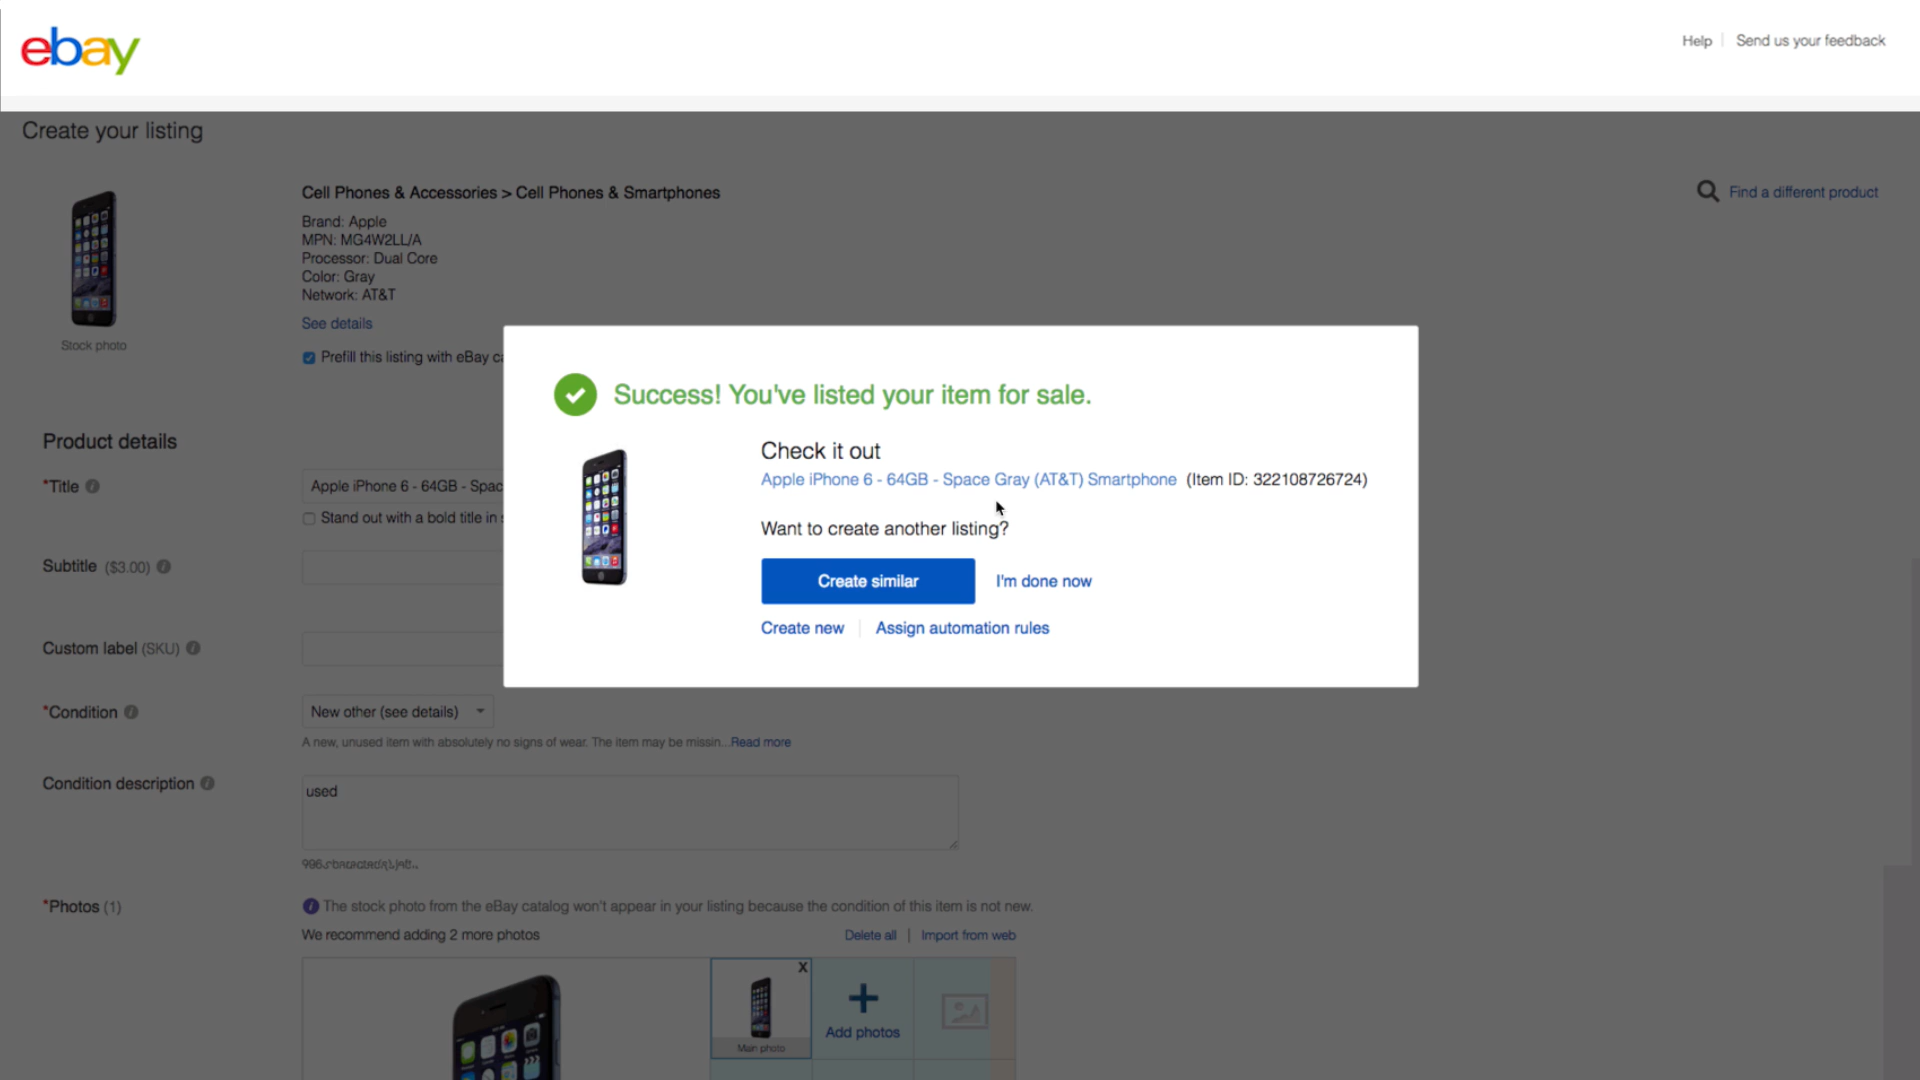 ebay
Help
Send us your feedback
Create your listing
Cell Phones & Accessories > Cell Phones & Smartphones
Find a different product
Brand: Apple
MPN: MG4W2LL/A
Processor: Dual Core
Color: Gray
Network: AT&T
See details
Stock photo
Prefill this listing with eBay
Success! You've listed your item for sale.
Check it out
Apple iPhone 6 - 64GB - Space Gray (AT&T) Smartphone (Item ID: 322108726724)
Want to create another listing?
Create similar
I'm done now
Create new
Assign automation rules
Product details
*Title
Apple iPhone 6 - 64GB - Spac
Stand out with a bold title in
Subtitle ($3.00)
Custom label (SKU)
*Condition
New other (see details)
A new, unused item with absolutely no signs of wear. The item may be missin...Read more
Condition description
used
*Photos (1)
The stock photo from the eBay catalog won't appear in your listing because the condition of this item is not new.
We recommend adding 2 more photos
Delete all | Import from web
X
Add photos
Main photo